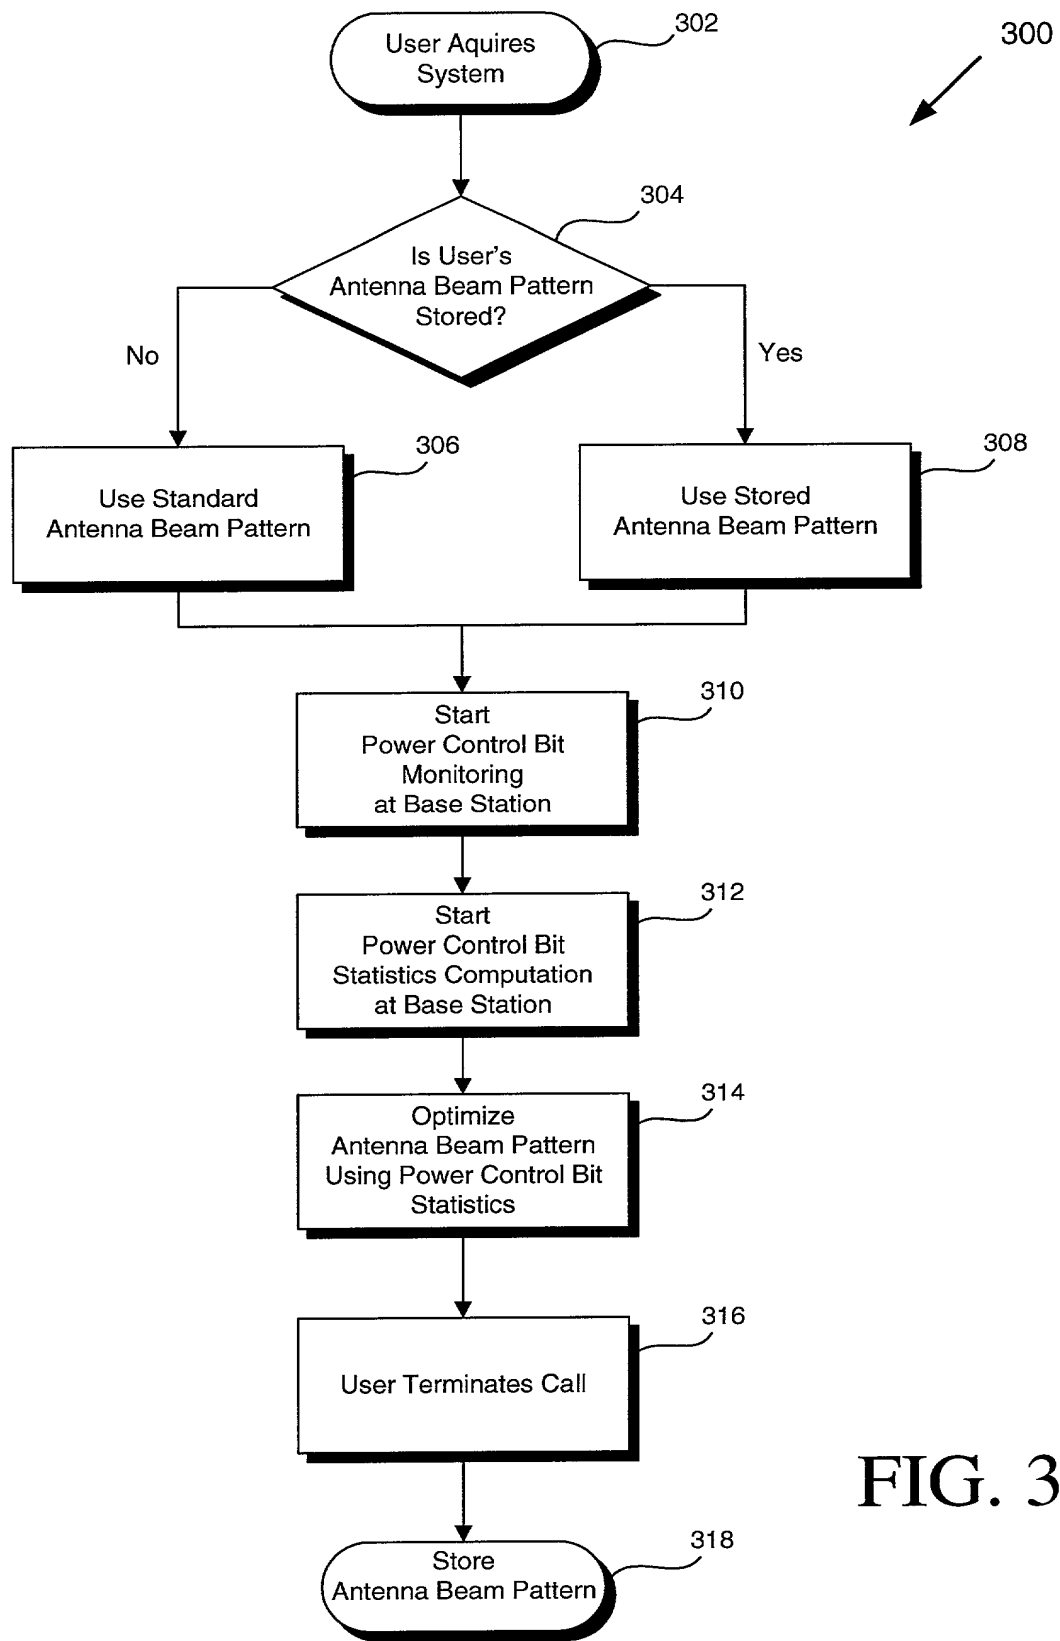 User Aquires
System
302
300
304
Is User's
Antenna Beam Pattern
Stored?
No
Yes
306
308
Use Standard
Antenna Beam Pattern
Use Stored
Antenna Beam Pattern
310
Start
Power Control Bit
Monitoring
at Base Station
312
Start
Power Control Bit
Statistics Computation
at Base Station
314
Optimize
Antenna Beam Pattern
Using Power Control Bit
Statistics
316
User Terminates Call
FIG. 3
318
Store
Antenna Beam Pattern